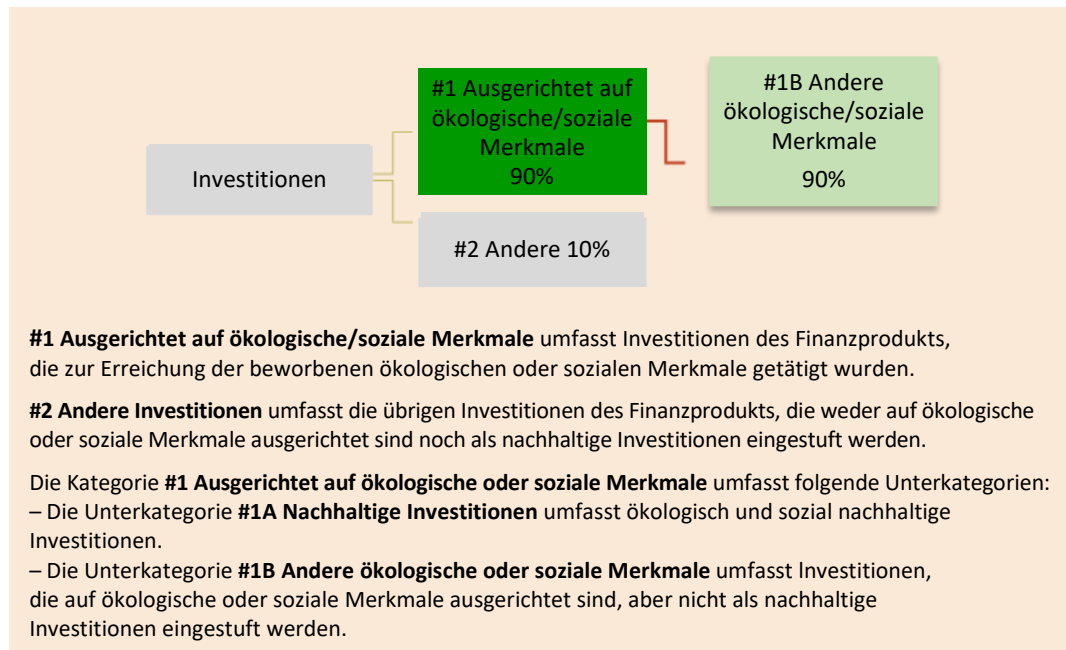 #1 Ausgerichtet auf
ökologische/soziale
Merkmale
90%
#1B Andere
ökologische/soziale
Merkmale
90%
Investitionen
#2 Andere 10%
#1 Ausgerichtet auf ökologische/soziale Merkmale umfasst Investitionen des Finanzprodukts,
die zur Erreichung der beworbenen ökologischen oder sozialen Merkmale getätigt wurden.
#2 Andere Investitionen umfasst die übrigen Investitionen des Finanzprodukts, die weder auf ökologische
oder soziale Merkmale ausgerichtet sind noch als nachhaltige Investitionen eingestuft werden.
Die Kategorie #1 Ausgerichtet auf ökologische oder soziale Merkmale umfasst folgende Unterkategorien:
– Die Unterkategorie #1A Nachhaltige Investitionen umfasst ökologisch und sozial nachhaltige
Investitionen.
– Die Unterkategorie #1B Andere ökologische oder soziale Merkmale umfasst Investitionen,
die auf ökologische oder soziale Merkmale ausgerichtet sind, aber nicht als nachhaltige
Investitionen eingestuft werden.